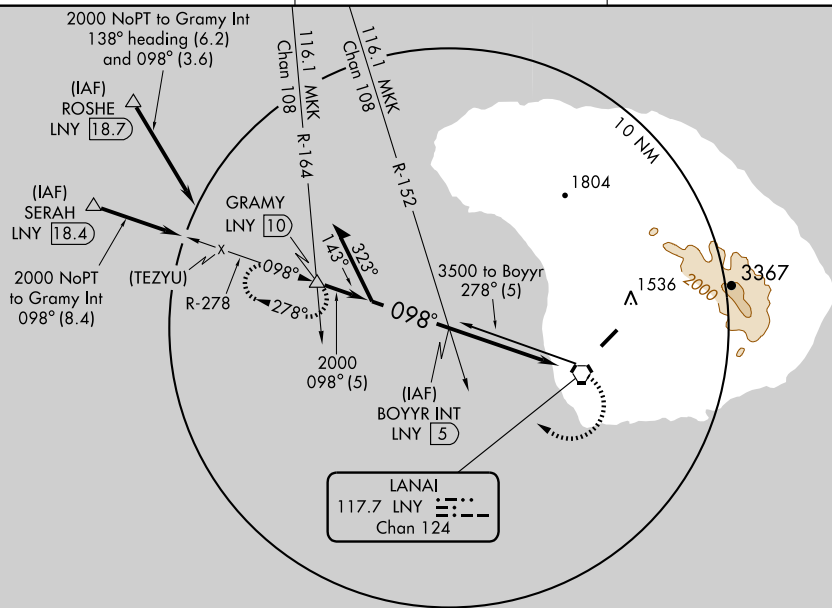 2000 NoPT to Gramy Int
138° heading (6.2)
and 098° (3.6)
(IAF)
ROSHE
LNY 18.7
116.1 MKK
Chan 108
R-164
116.1 MKK
Chan 108
R-152
10 NM
1804
(IAF)
SERAH
LNY 18.4
GRAMY
LNY 10
2000 NoPT
to Gramy Int
098° (8.4)
(TEZYU)
R-278
098°
278°
323°
143°
2000
098° (5)
098°
3500 to Boyyr
278° (5)
1536
2000
3367
(IAF)
BOYYR INT
LNY 5
LANAI
117.7 LNY
Chan 124